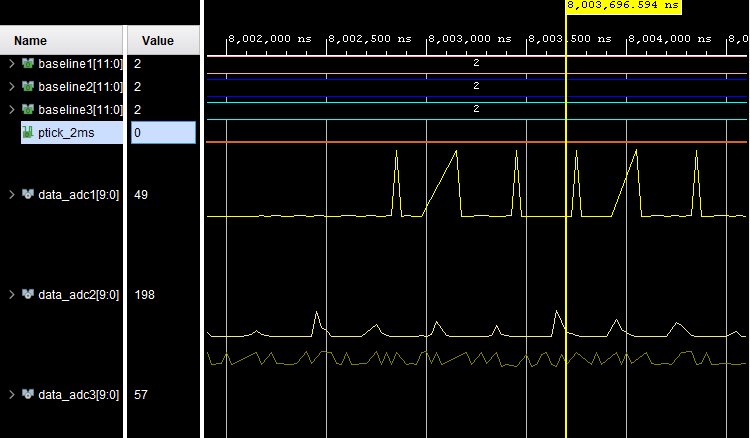 8,003,696.594 ns
Name Value
8,002,000 ns 8,002,500 ns 8,003,000 ns 8,003,500 ns 8,004,000 ns 8,0
baseline1[11:0] 2 2
baseline2[11:0] 2 2
baseline3[11:0] 2 2
ptick_2ms 0
data_adc1[9:0] 49
data_adc2[9:0] 198
data_adc3[9:0] 57